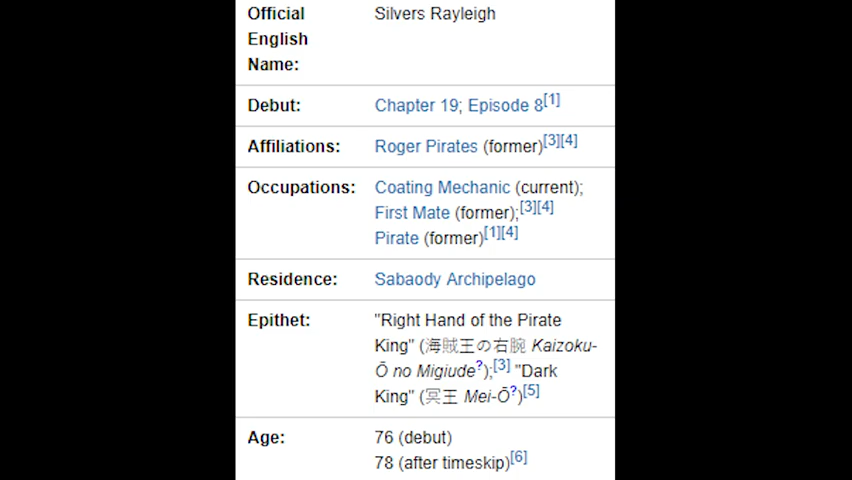 Official Silvers Rayleigh
English
Name:
Debut: Chapter 19; Episode 8[1]
Affiliations: Roger Pirates (former)[3][4]
Occupations: Coating Mechanic (current);
First Mate (former);[3][4]
Pirate (former)[1][4]
Residence: Sabaody Archipelago
Epithet: "Right Hand of the Pirate
King" (海賊王の右腕 Kaizoku-
Ō no Migiude?);[3] "Dark
King" (冥王 Mei-Ō?)[5]
Age: 76 (debut)
78 (after timeskip)[6]